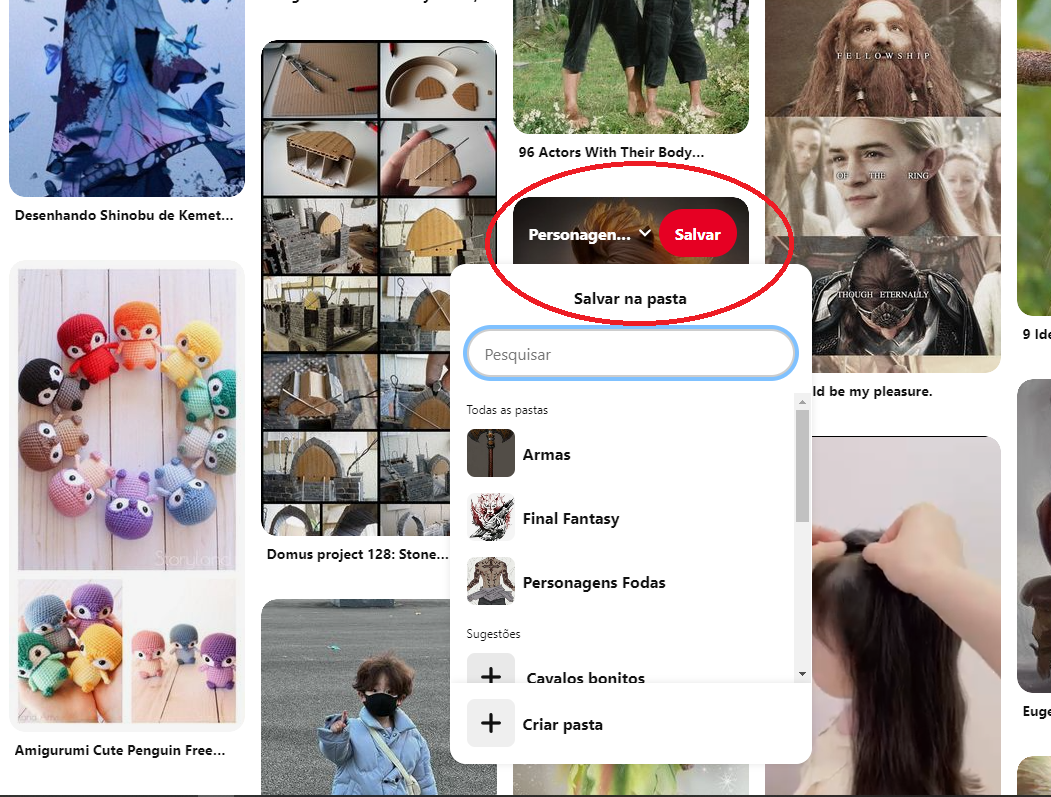 Desenhando Shinobu de Kemet...
Storyland
Amigurumi Cute Penguin Free...
Domus project 128: Stone...
96 Actors With Their Body...
Personagen...
Salvar
Salvar na pasta
Pesquisar
Todas as pastas
Armas
Final Fantasy
Personagens Fodas
Sugestões
Cavalos bonitos
Criar pasta
FELLOWSHIP
OF THE RING
THOUGH ETERNALLY
ld be my pleasure.
9 Ide
Euge